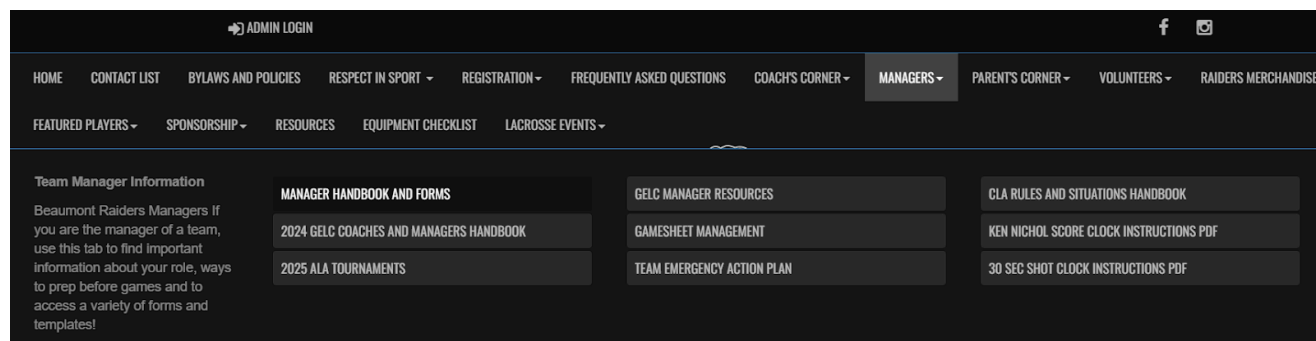 ADMIN LOGIN
HOME CONTACT LIST BYLAWS AND POLICIES RESPECT IN SPORT REGISTRATION FREQUENTLY ASKED QUESTIONS COACH'S CORNER MANAGERS PARENT'S CORNER VOLUNTEERS RAIDERS MERCHANDISE
FEATURED PLAYERS SPONSORSHIP RESOURCES EQUIPMENT CHECKLIST LACROSSE EVENTS
Team Manager Information
Beaumont Raiders Managers If
you are the manager of a team,
use this tab to find important
information about your role, ways
to prep before games and to
access a variety of forms and
templates!
MANAGER HANDBOOK AND FORMS
2024 GELC COACHES AND MANAGERS HANDBOOK
2025 ALA TOURNAMENTS
GELC MANAGER RESOURCES
GAMESHEET MANAGEMENT
TEAM EMERGENCY ACTION PLAN
CLA RULES AND SITUATIONS HANDBOOK
KEN NICHOL SCORE CLOCK INSTRUCTIONS PDF
30 SEC SHOT CLOCK INSTRUCTIONS PDF